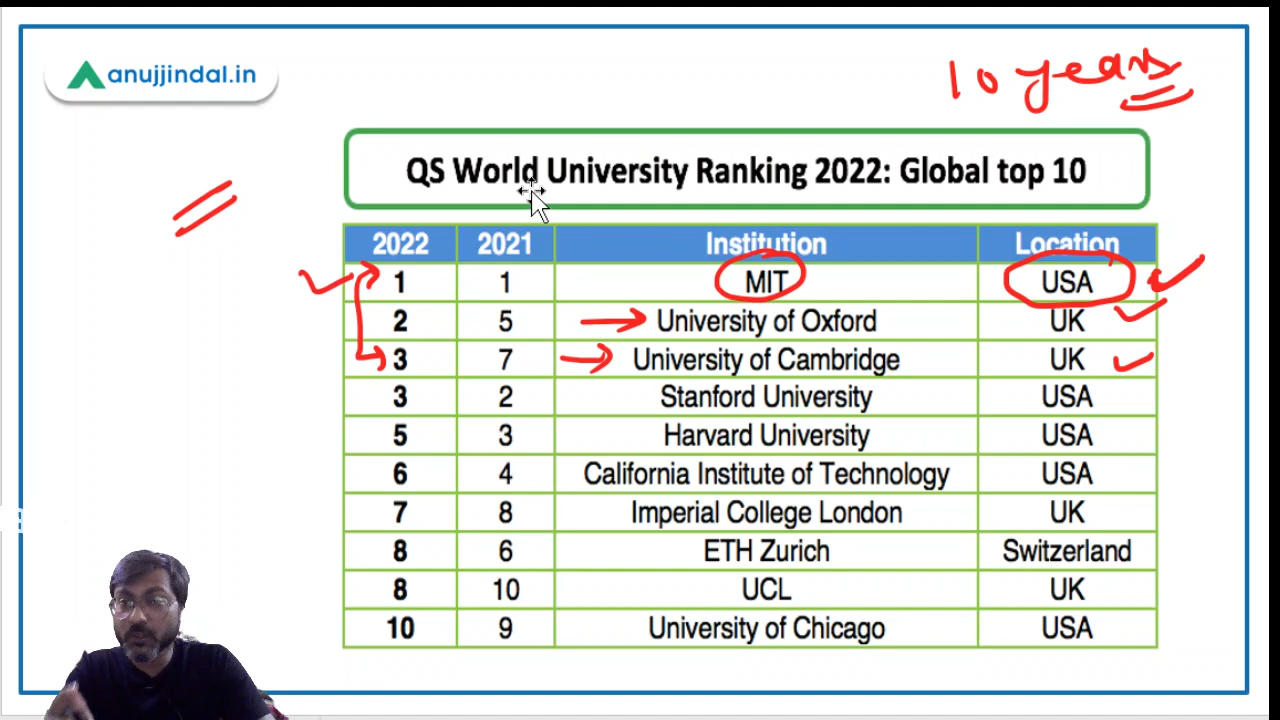 anujjindal.in
10 years
QS World University Ranking 2022: Global top 10
2022 2021 Institution Location
1 1 MIT USA
2 5 University of Oxford UK
3 7 University of Cambridge UK
3 2 Stanford University USA
5 3 Harvard University USA
6 4 California Institute of Technology USA
7 8 Imperial College London UK
8 6 ETH Zurich Switzerland
8 10 UCL UK
10 9 University of Chicago USA